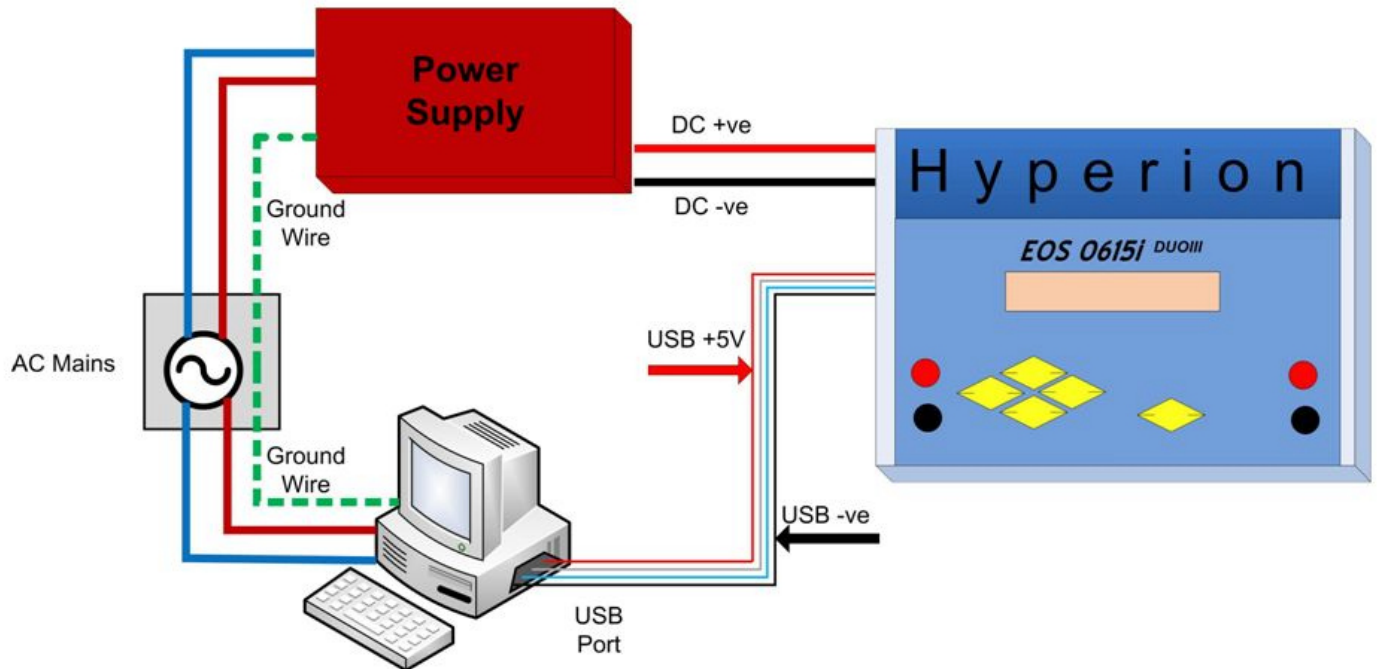 Power
Supply
DC +ve
DC -ve
Hyperion
EOS 0615i DUOIII
Ground
Wire
AC Mains
USB +5V
Ground
Wire
USB -ve
USB
Port